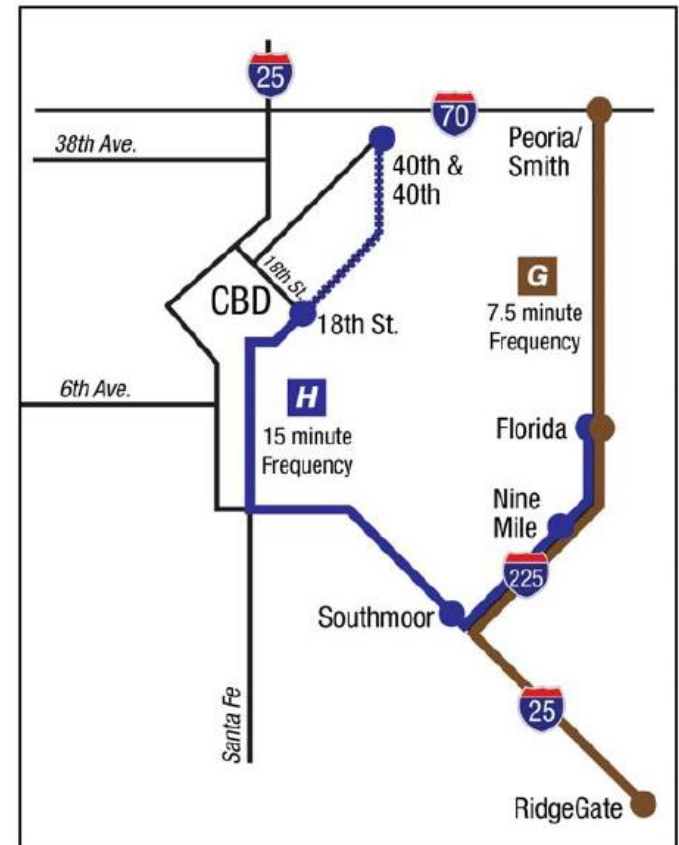 25
70
38th Ave.
Peoria/
Smith
40th &
40th
18th St.
CBD
18th St.
G
7.5 minute
Frequency
6th Ave.
H
15 minute
Frequency
Florida
Nine
Mile
225
Southmoor
Santa Fe
25
RidgeGate